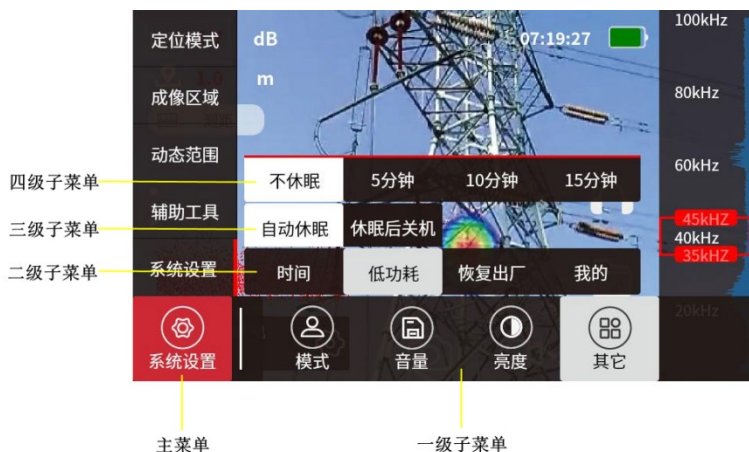 定位模式
dB
07:19:27
100kHz
m
成像区域
80kHz
动态范围
60kHz
四级子菜单
不休眠 5分钟 10分钟 15分钟
辅助工具
45kHZ
三级子菜单
自动休眠 休眠后关机
40kHz
35kHZ
二级子菜单
系统设置
时间 低功耗 恢复出厂 我的
20kHz
系统设置 模式 音量 亮度 其它
主菜单 一级子菜单